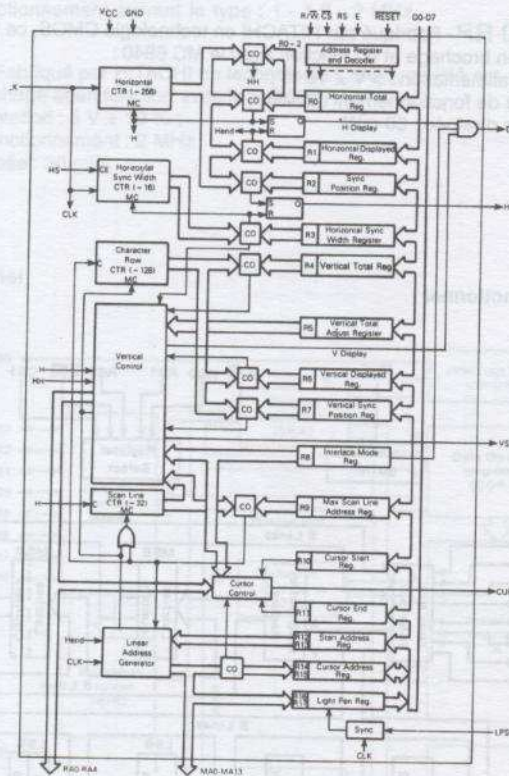 VCC GND
R/W CS RS E RESET
D0-D7
Address Register and Decoder
R0-2
CO
HH
Horizontal CTR (÷256)
MC
H
R0 Horizontal Total Reg.
Hend
S Q
R
H Display
CO
R1 Horizontal Displayed Reg.
HS
CK
CLK
Horizontal Sync Width CTR (÷16)
MC
CO
R2 Sync Position Reg.
S Q
R
CO
R3 Horizontal Sync Width Register
Character Row CTR (÷128)
C
MC
CO
R4 Vertical Total Reg.
Vertical Control
R5 Vertical Total Adjust Register
V Display
H
HH
CO
R6 Vertical Displayed Reg.
CO
R7 Vertical Sync Position Reg.
VS
R8 Interlace Mode Reg.
Scan Line CTR (÷32)
H
C
MC
CO
R9 Max Scan Line Address Reg.
R10 Cursor Start Reg.
Cursor Control
R11 Cursor End Reg.
R12
R13
Start Address Reg.
Hend
CLK
Linear Address Generator
CO
R14
R15
Cursor Address Reg.
R16
R17
Light Pen Reg.
Sync
CLK
RA0-RA4
MA0-MA13